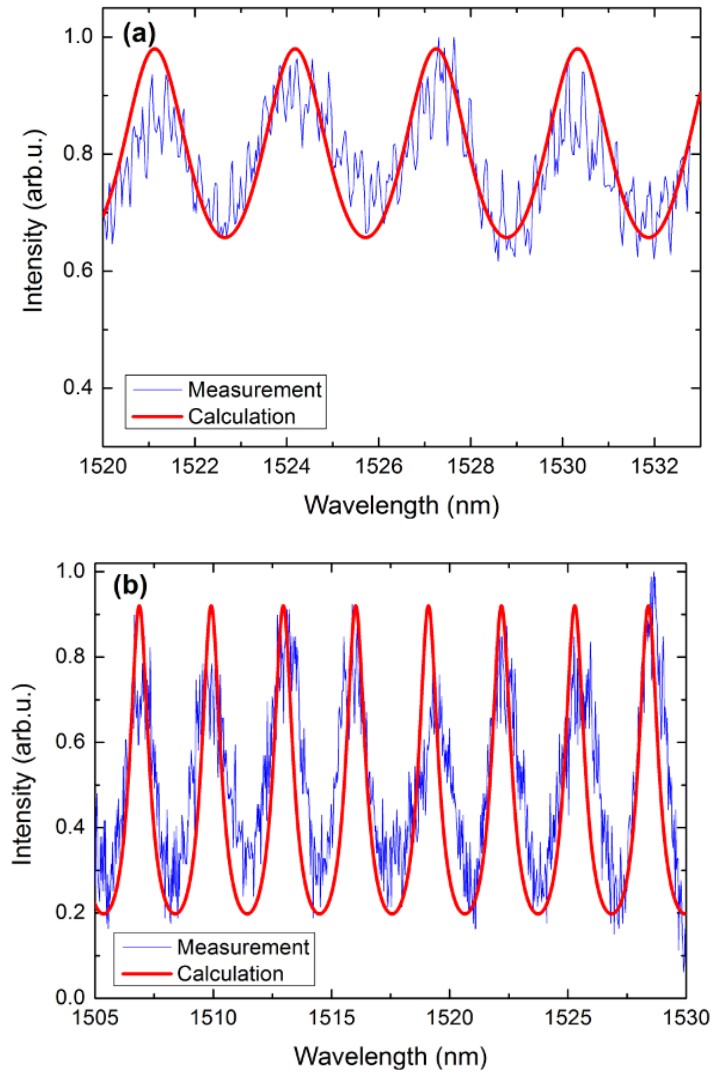 (a)
1.0
0.8
0.6
0.4
Intensity (arb.u.)
Measurement
Calculation
1520 1522 1524 1526 1528 1530 1532
Wavelength (nm)
(b)
1.0
0.8
0.6
0.4
0.2
0.0
Intensity (arb.u.)
Measurement
Calculation
1505 1510 1515 1520 1525 1530
Wavelength (nm)